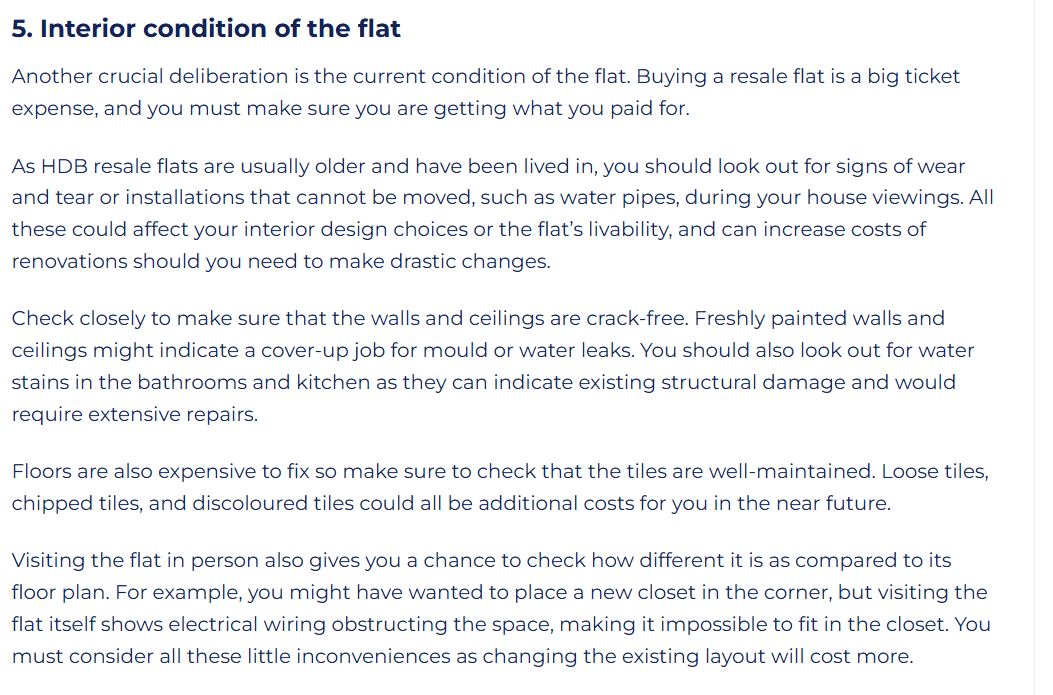 5. Interior condition of the flat
Another crucial deliberation is the current condition of the flat. Buying a resale flat is a big ticket
expense, and you must make sure you are getting what you paid for.
As HDB resale flats are usually older and have been lived in, you should look out for signs of wear
and tear or installations that cannot be moved, such as water pipes, during your house viewings. All
these could affect your interior design choices or the flat’s livability, and can increase costs of
renovations should you need to make drastic changes.
Check closely to make sure that the walls and ceilings are crack-free. Freshly painted walls and
ceilings might indicate a cover-up job for mould or water leaks. You should also look out for water
stains in the bathrooms and kitchen as they can indicate existing structural damage and would
require extensive repairs.
Floors are also expensive to fix so make sure to check that the tiles are well-maintained. Loose tiles,
chipped tiles, and discoloured tiles could all be additional costs for you in the near future.
Visiting the flat in person also gives you a chance to check how different it is as compared to its
floor plan. For example, you might have wanted to place a new closet in the corner, but visiting the
flat itself shows electrical wiring obstructing the space, making it impossible to fit in the closet. You
must consider all these little inconveniences as changing the existing layout will cost more.